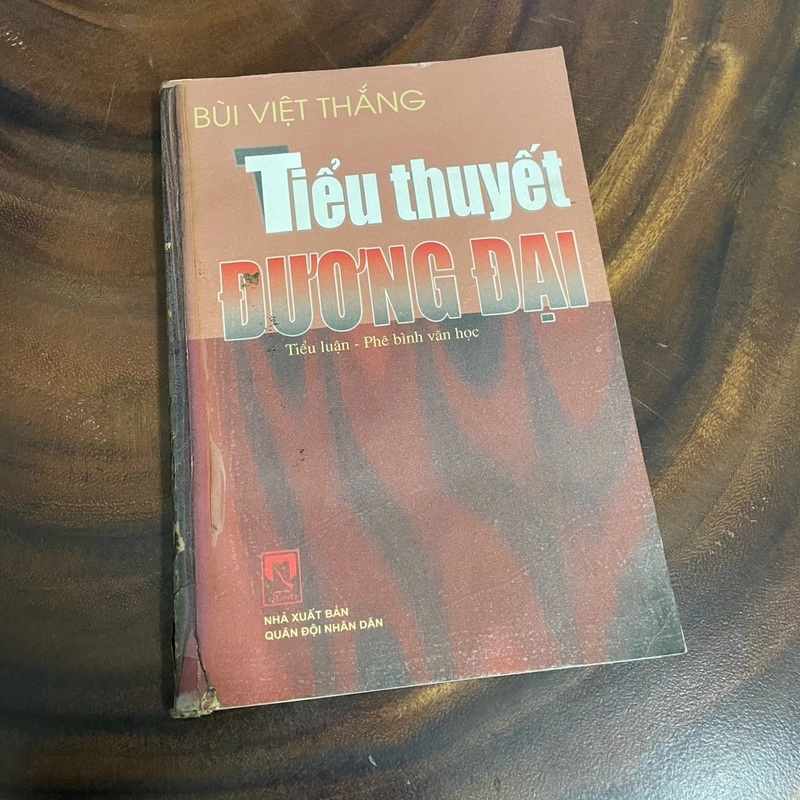 BÙI VIỆT THẮNG
Tiểu thuyết
ĐƯƠNG ĐẠI
Tiểu luận - Phê bình văn học
QĐND
NHÀ XUẤT BẢN
QUÂN ĐỘI NHÂN DÂN